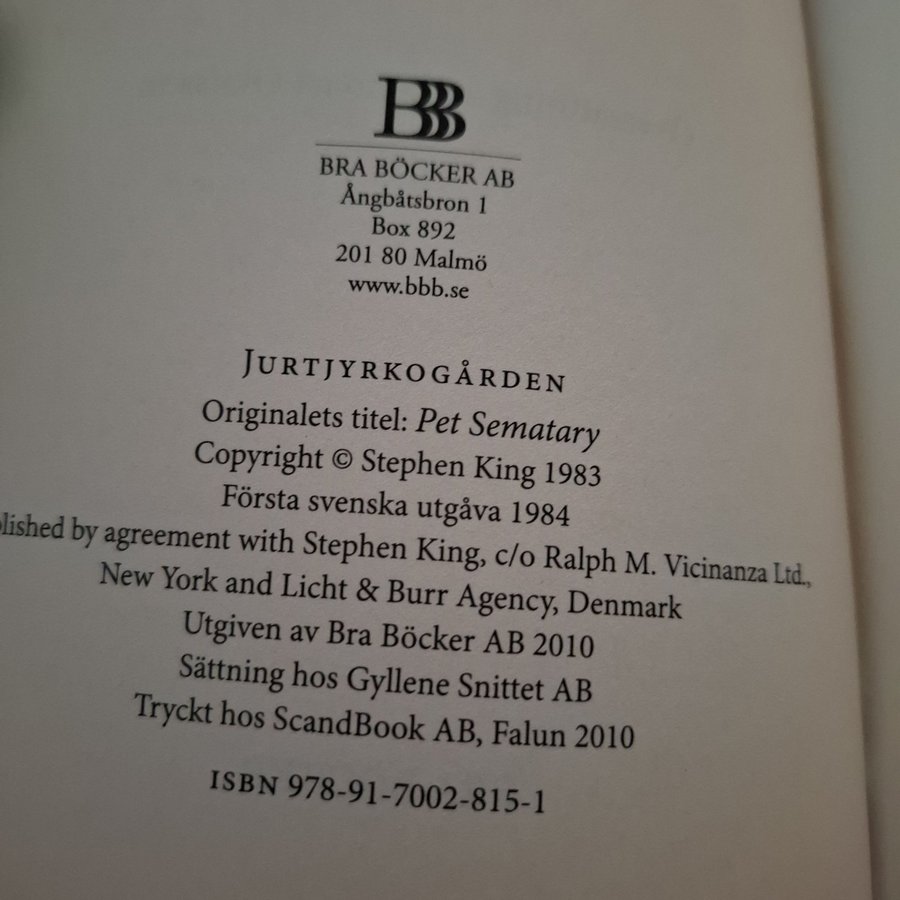 BBB
BRA BÖCKER AB
Ångbåtsbron 1
Box 892
201 80 Malmö
www.bbb.se
JURTJYRKOGÅRDEN
Originalets titel: Pet Sematary
Copyright © Stephen King 1983
Första svenska utgåva 1984
by agreement with Stephen King, c/o Ralph M. Vicinanza Ltd.,
New York and Licht & Burr Agency, Denmark
Utgiven av Bra Böcker AB 2010
Sättning hos Gyllene Snittet AB
Tryckt hos ScandBook AB, Falun 2010
ISBN 978-91-7002-815-1